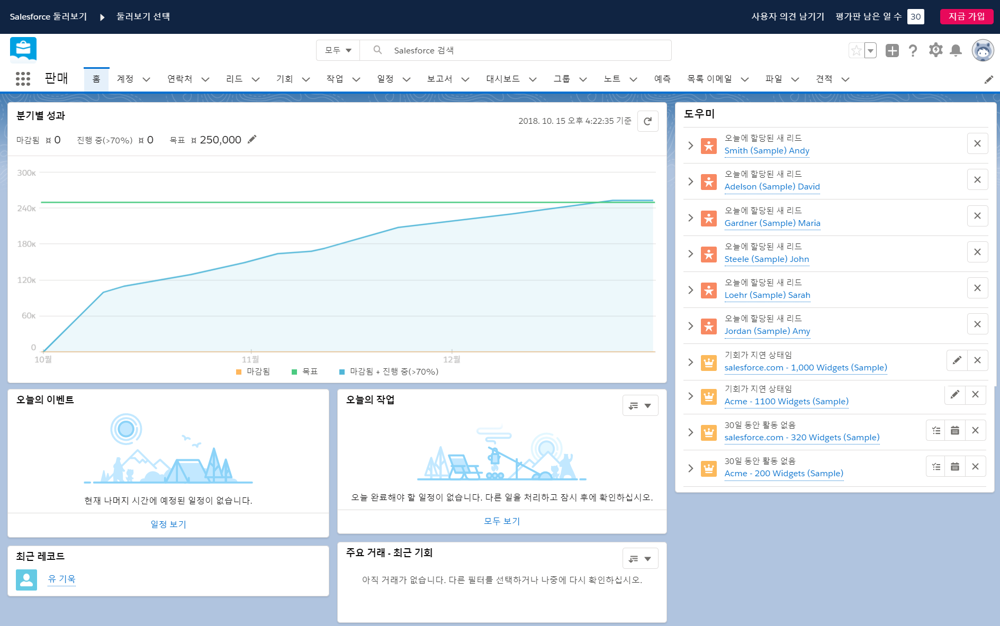 Salesforce 둘러보기
둘러보기 선택
사용자 의견 남기기
평가판 남은 일 수 30
지금 가입
모두
Salesforce 검색
판매
홈
계정
연락처
리드
기회
작업
일정
보고서
대시보드
그룹
노트
예측
목록 이메일
파일
견적
분기별 성과
2018. 10. 15 오후 4:22:35 기준
마감됨 ¤ 0
진행 중(>70%) ¤ 0
목표 ¤ 250,000
300K
240K
180K
120K
60K
0
10월
11월
12월
마감됨
목표
마감됨 + 진행 중(>70%)
오늘의 이벤트
현재 나머지 시간에 예정된 일정이 없습니다.
일정 보기
오늘의 작업
오늘 완료해야 할 일정이 없습니다. 다른 일을 처리하고 잠시 후에 확인하십시오.
모두 보기
최근 레코드
유 기욱
주요 거래 - 최근 기회
아직 거래가 없습니다. 다른 필터를 선택하거나 나중에 다시 확인하십시오.
도우미
오늘에 할당된 새 리드
Smith (Sample) Andy
오늘에 할당된 새 리드
Adelson (Sample) David
오늘에 할당된 새 리드
Gardner (Sample) Maria
오늘에 할당된 새 리드
Steele (Sample) John
오늘에 할당된 새 리드
Loehr (Sample) Sarah
오늘에 할당된 새 리드
Jordan (Sample) Amy
기회가 지연 상태임
salesforce.com - 1,000 Widgets (Sample)
기회가 지연 상태임
Acme - 1100 Widgets (Sample)
30일 동안 활동 없음
salesforce.com - 320 Widgets (Sample)
30일 동안 활동 없음
Acme - 200 Widgets (Sample)